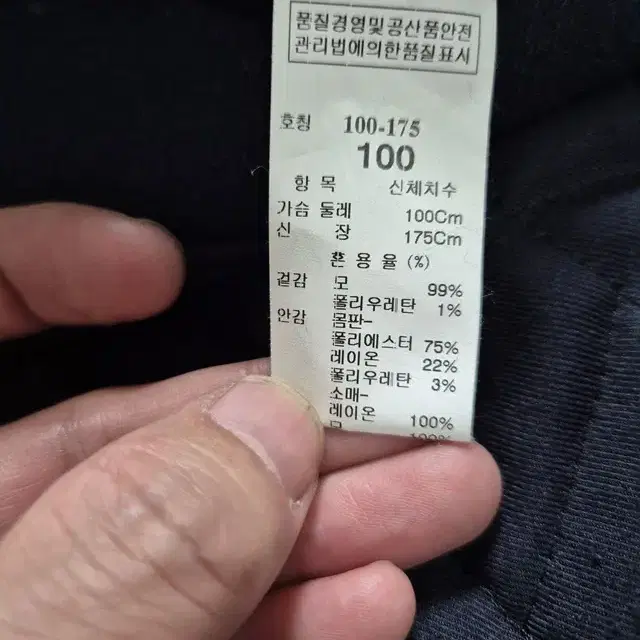 품질경영및공산품안전
관리법에의한품질표시
호칭 100-175
100
항 목 신체치수
가슴 둘레 100Cm
신 장 175Cm
혼 용 율 (%)
겉감 모 99%
폴리우레탄 1%
안감 몸판-
폴리에스터 75%
레이온 22%
폴리우레탄 3%
소매-
레이온 100%